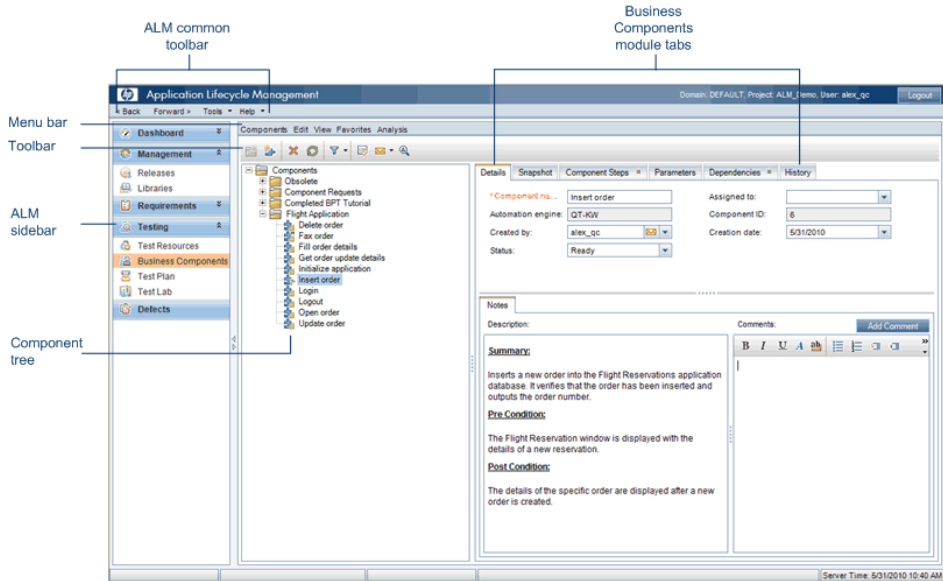 ALM common
toolbar
Business
Components
module tabs
hp Application Lifecycle Management
Domain: DEFAULT, Project: ALM_Demo, User: alex_qc
Logout
< Back Forward > Tools Help
Menu bar
Toolbar
ALM
sidebar
Component
tree
Dashboard
Management
Releases
Libraries
Requirements
Testing
Test Resources
Business Components
Test Plan
Test Lab
Defects
Components Edit View Favorites Analysis
Components
Obsolete
Component Requests
Completed BPT Tutorial
Flight Application
Delete order
Fax order
Fill order details
Get order update details
Initialize application
Insert order
Login
Logout
Open order
Update order
Details Snapshot Component Steps Parameters Dependencies History
*Component na... Insert order Assigned to:
Automation engine: QT-KW Component ID: 6
Created by: alex_qc Creation date: 5/31/2010
Status: Ready
Notes
Description:
Comments: Add Comment
B I U A ab
Summary:
Inserts a new order into the Flight Reservations application
database. It verifies that the order has been inserted and
outputs the order number.
Pre Condition:
The Flight Reservation window is displayed with the
details of a new reservation.
Post Condition:
The details of the specific order are displayed after a new
order is created.
Server Time: 5/31/2010 10:40 AM